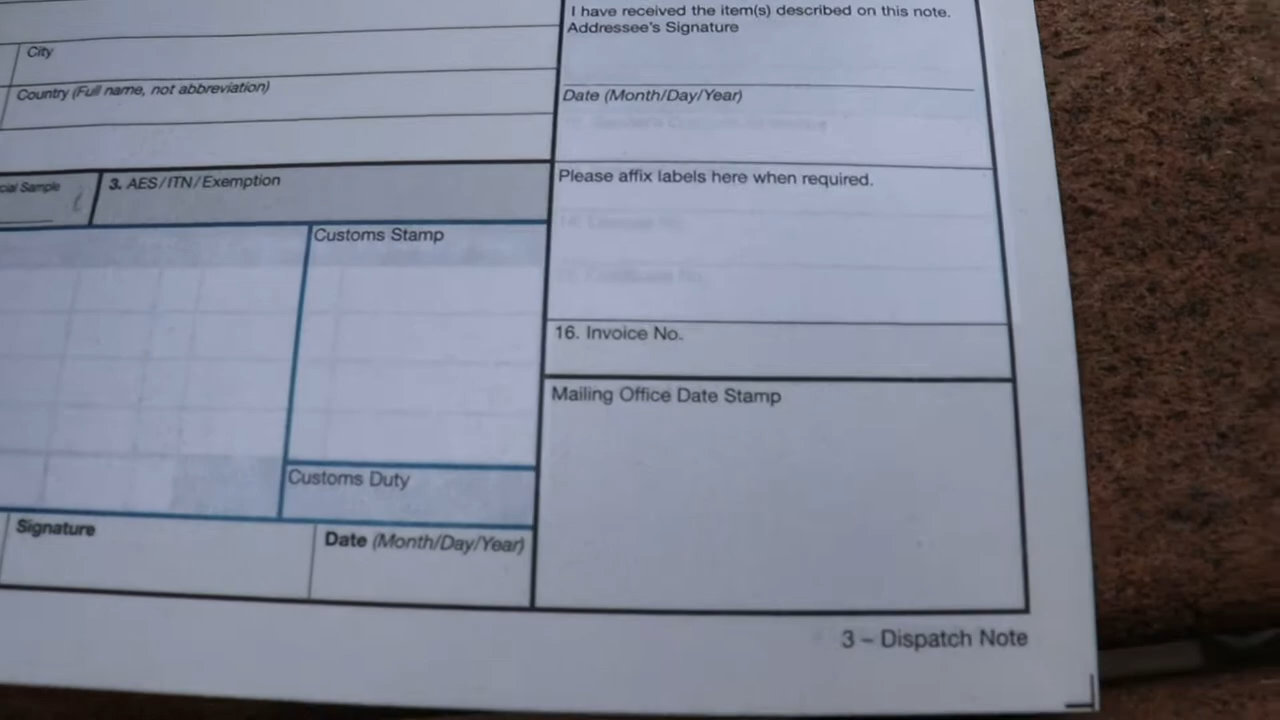 I have received the item(s) described on this note.
Addressee's Signature
City
Country (Full name, not abbreviation)
Date (Month/Day/Year)
Sample
3. AES/ITN/Exemption
Please affix labels here when required.
Customs Stamp
16. Invoice No.
Mailing Office Date Stamp
Customs Duty
Signature
Date (Month/Day/Year)
3 – Dispatch Note